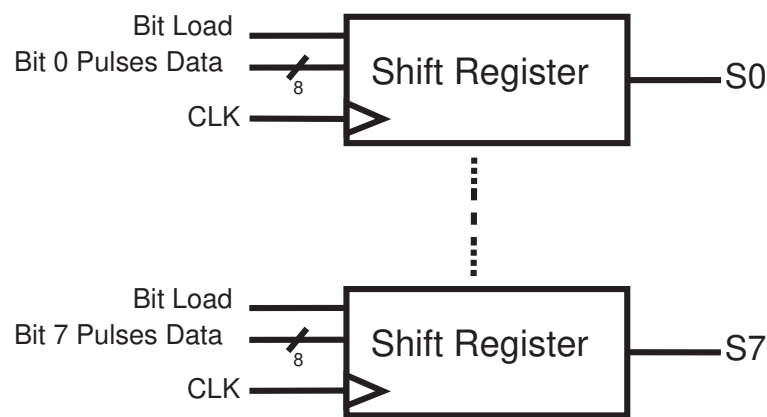 Bit Load
Bit 0 Pulses Data
8
CLK
Shift Register
S0
Bit Load
Bit 7 Pulses Data
8
CLK
Shift Register
S7